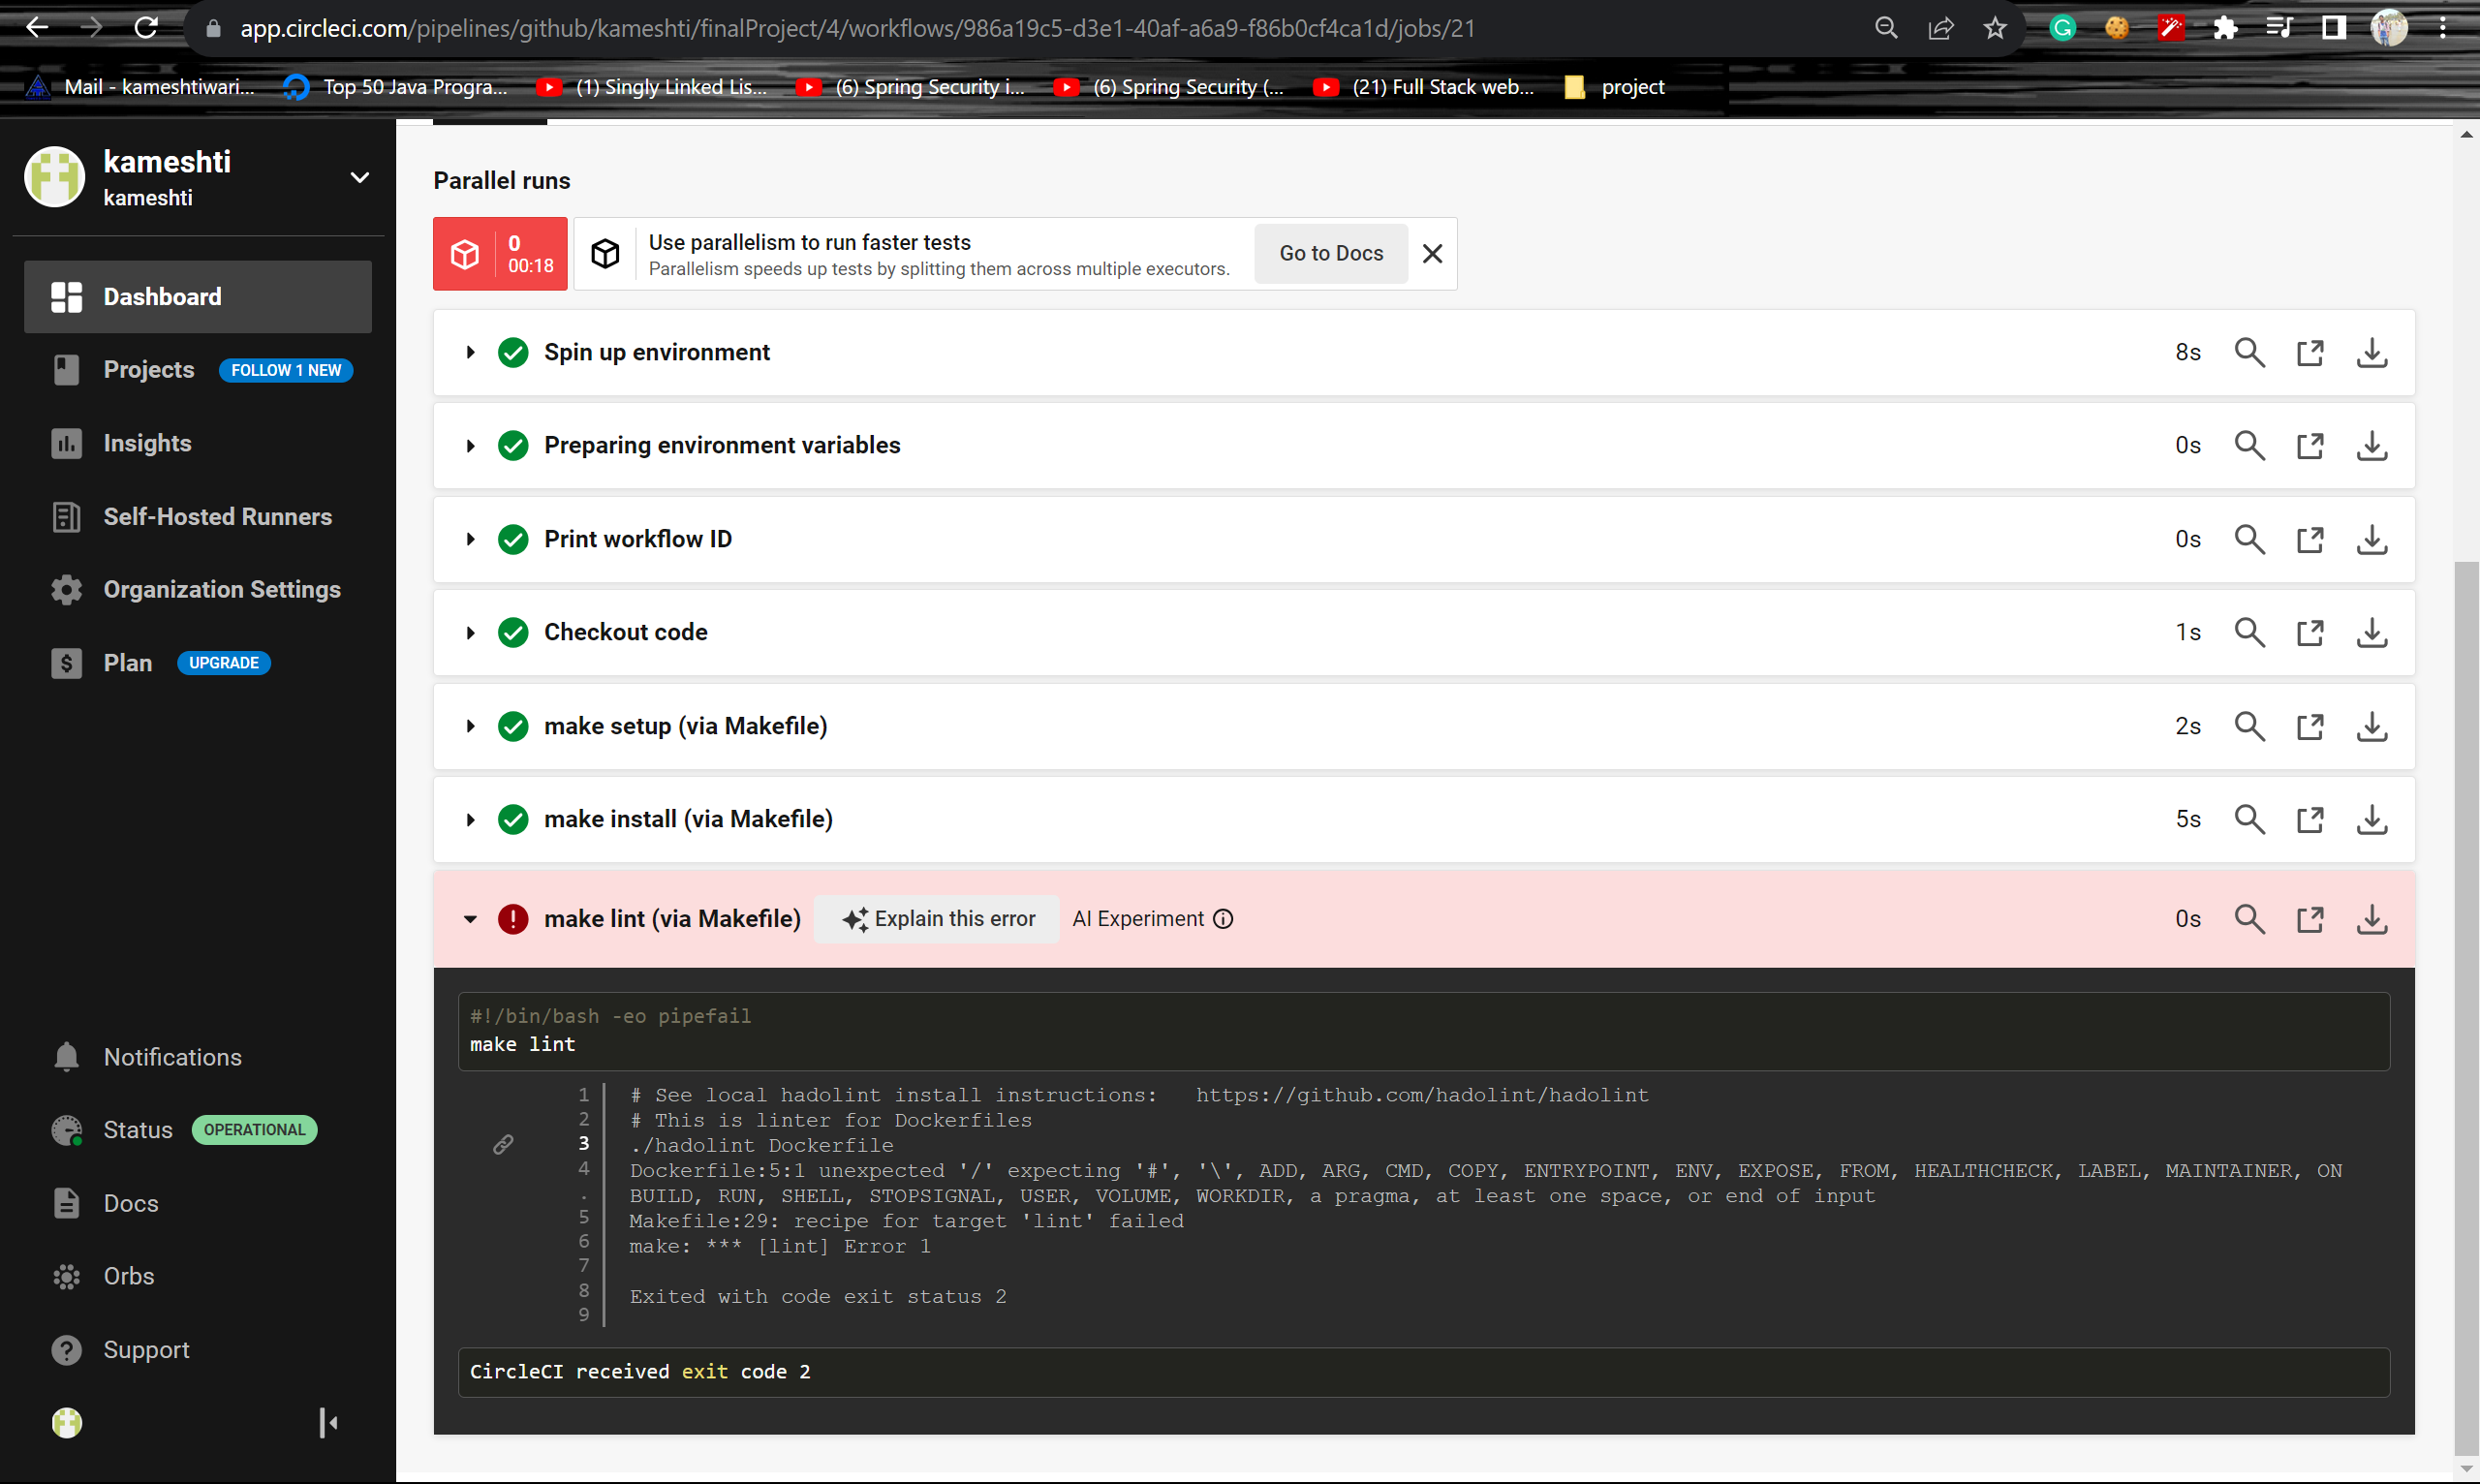 app.circleci.com/pipelines/github/kameshti/finalProject/4/workflows/986a19c5-d3e1-40af-a6a9-f86b0cf4ca1d/jobs/21
Mail - kameshtiwari... Top 50 Java Progra... (1) Singly Linked Lis... (6) Spring Security i... (6) Spring Security (... (21) Full Stack web... project
kameshti
kameshti
Dashboard
Projects FOLLOW 1 NEW
Insights
Self-Hosted Runners
Organization Settings
Plan UPGRADE
Notifications
Status OPERATIONAL
Docs
Orbs
Support
Parallel runs
0
00:18
Use parallelism to run faster tests
Parallelism speeds up tests by splitting them across multiple executors.
Go to Docs
Spin up environment 8s
Preparing environment variables 0s
Print workflow ID 0s
Checkout code 1s
make setup (via Makefile) 2s
make install (via Makefile) 5s
make lint (via Makefile) Explain this error AI Experiment 0s
#!/bin/bash -eo pipefail
make lint
1 # See local hadolint install instructions:   https://github.com/hadolint/hadolint
2 # This is linter for Dockerfiles
3 ./hadolint Dockerfile
4 Dockerfile:5:1 unexpected '/' expecting '#', '\', ADD, ARG, CMD, COPY, ENTRYPOINT, ENV, EXPOSE, FROM, HEALTHCHECK, LABEL, MAINTAINER, ON
. BUILD, RUN, SHELL, STOPSIGNAL, USER, VOLUME, WORKDIR, a pragma, at least one space, or end of input
5 Makefile:29: recipe for target 'lint' failed
6 make: *** [lint] Error 1
7
8 Exited with code exit status 2
9
CircleCI received exit code 2